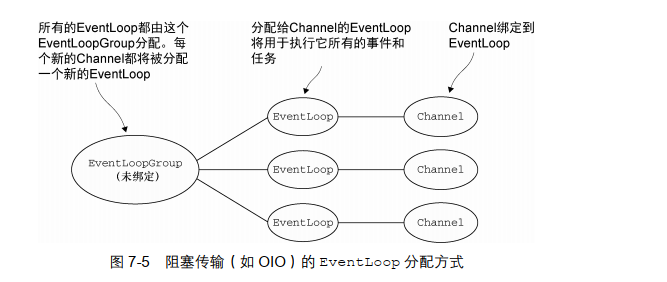 所有的EventLoop都由这个
EventLoopGroup分配。每
个新的Channel都将被分配
一个新的EventLoop
分配给Channel的EventLoop
将用于执行它所有的事件和
任务
Channel绑定到
EventLoop
EventLoopGroup
(未绑定)
EventLoop
Channel
EventLoop
Channel
EventLoop
Channel
图 7-5 阻塞传输（如 OIO）的 EventLoop 分配方式